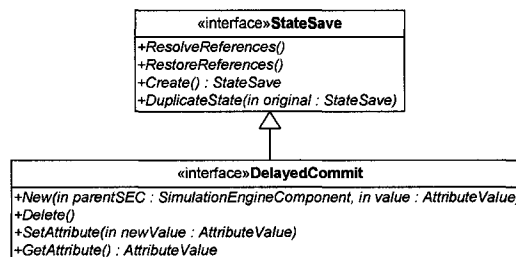 «interface»StateSave
+ResolveReferences()
+RestoreReferences()
+Create() : StateSave
+DuplicateState(in original : StateSave)
«interface»DelayedCommit
+New(in parentSEC : SimulationEngineComponent, in value : AttributeValue)
+Delete()
+SetAttribute(in newValue : AttributeValue)
+GetAttribute() : AttributeValue